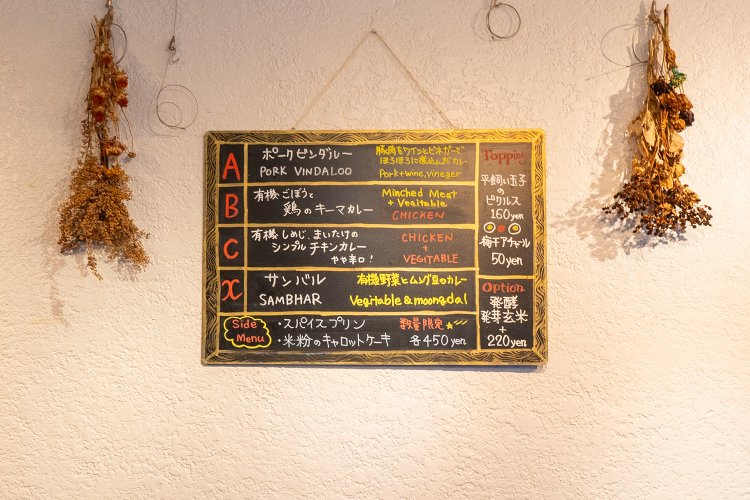 A
ポークビンダルー
PORK VINDALOO
豚肉をワインとビネガーで
ほろほろに煮込んだカレー
Pork+wine,vineger
B
有機ごぼうと
鶏のキーマカレー
Minched Meat
+ Vegitable
CHICKEN
C
有機しめじ、まいたけの
シンプルチキンカレー
やや辛口!
CHICKEN
+
VEGITABLE
x
サンバル
SAMBHAR
有機野菜とムング豆のカレー
Vegitable & moongdal
Side
Menu
・スパイスプリン
数量限定
・米粉のキャロットケーキ
各450yen
Topping
平飼い玉子
の
ピクルス
160yen
梅干アチャール
50yen
Option
発酵
発芽玄米
+
220yen